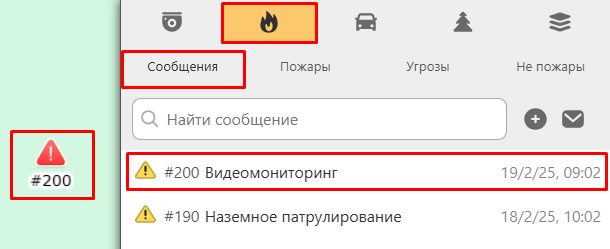 Сообщения Пожары Угрозы Не пожары
Найти сообщение
#200
#200 Видеомониторинг 19/2/25, 09:02
#190 Наземное патрулирование 18/2/25, 10:02